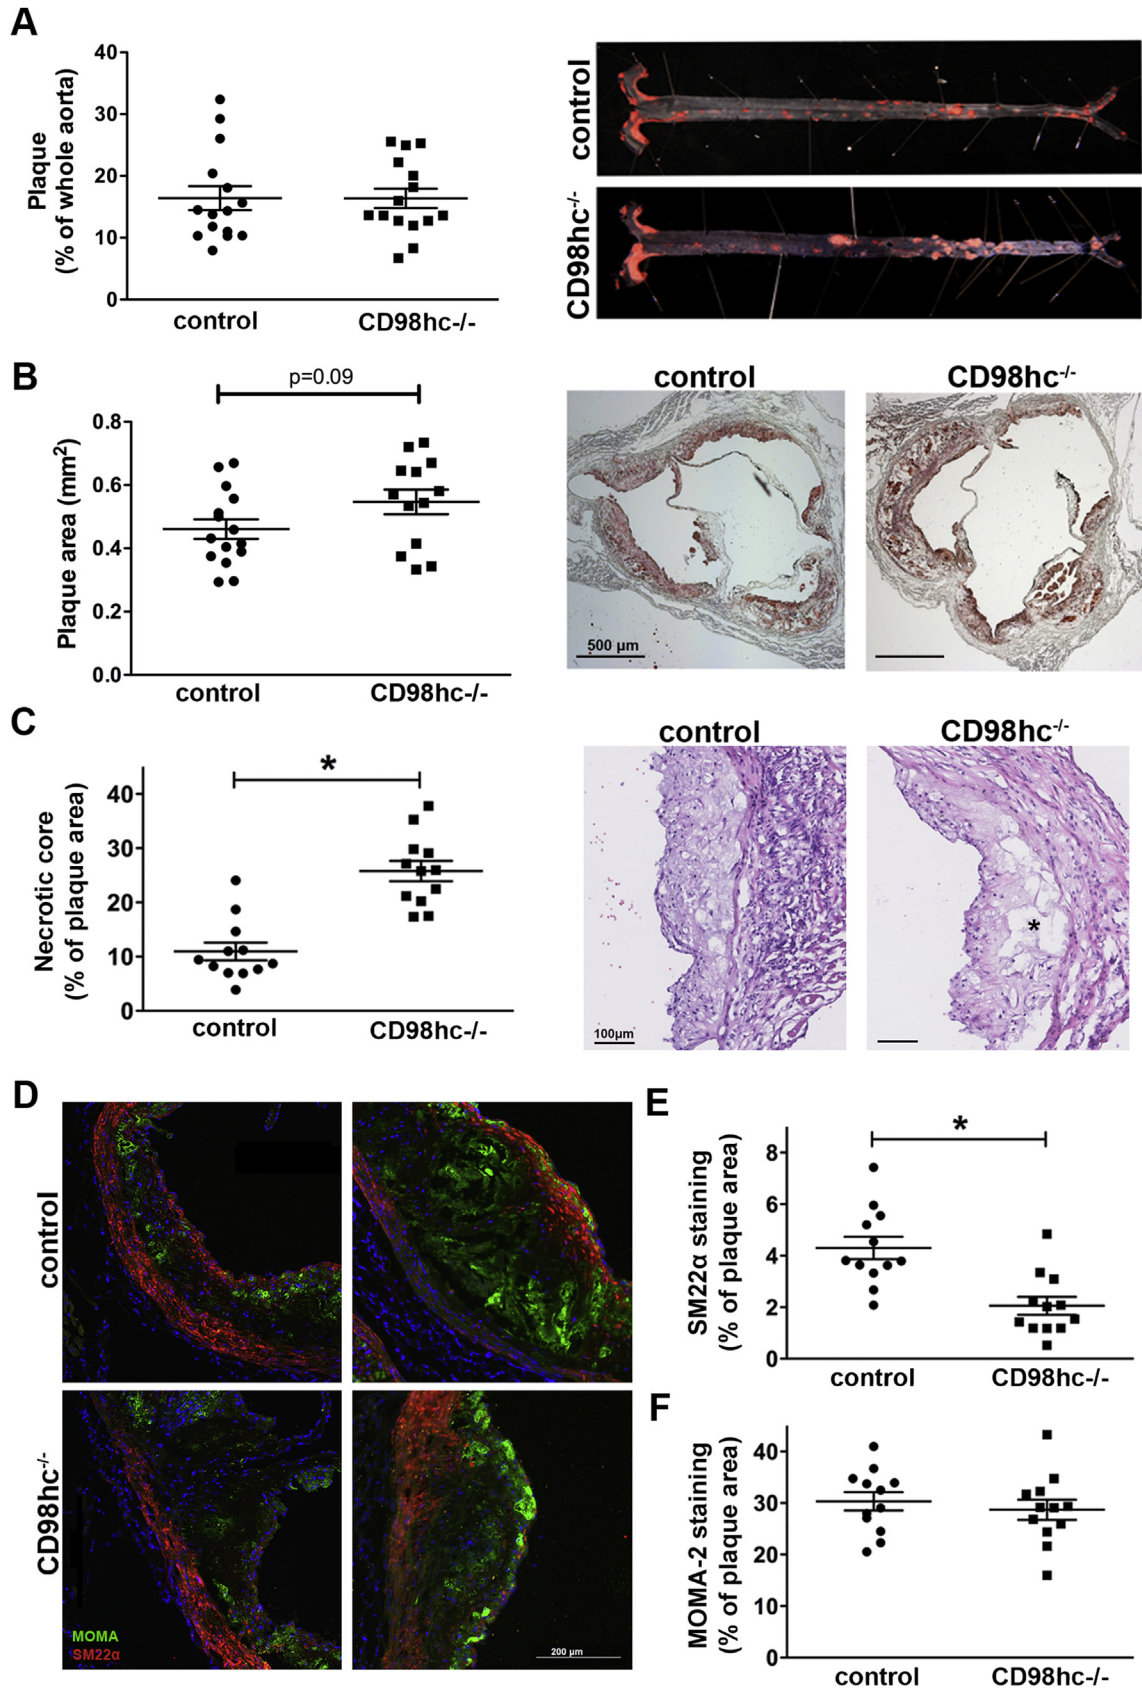 A
Plaque
(% of whole aorta)
40
30
20
10
0
control
CD98hc-/-
control
CD98hc-/-
B
p=0.09
Plaque area (mm²)
0.8
0.6
0.4
0.2
0.0
control
CD98hc-/-
control
CD98hc-/-
500 µm
C
*
Necrotic core
(% of plaque area)
40
30
20
10
0
control
CD98hc-/-
control
CD98hc-/-
*
100µm
D
control
CD98hc-/-
MOMA
SM22α
200 µm
E
*
SM22α staining
(% of plaque area)
8
6
4
2
0
control
CD98hc-/-
F
MOMA-2 staining
(% of plaque area)
40
30
20
10
0
control
CD98hc-/-